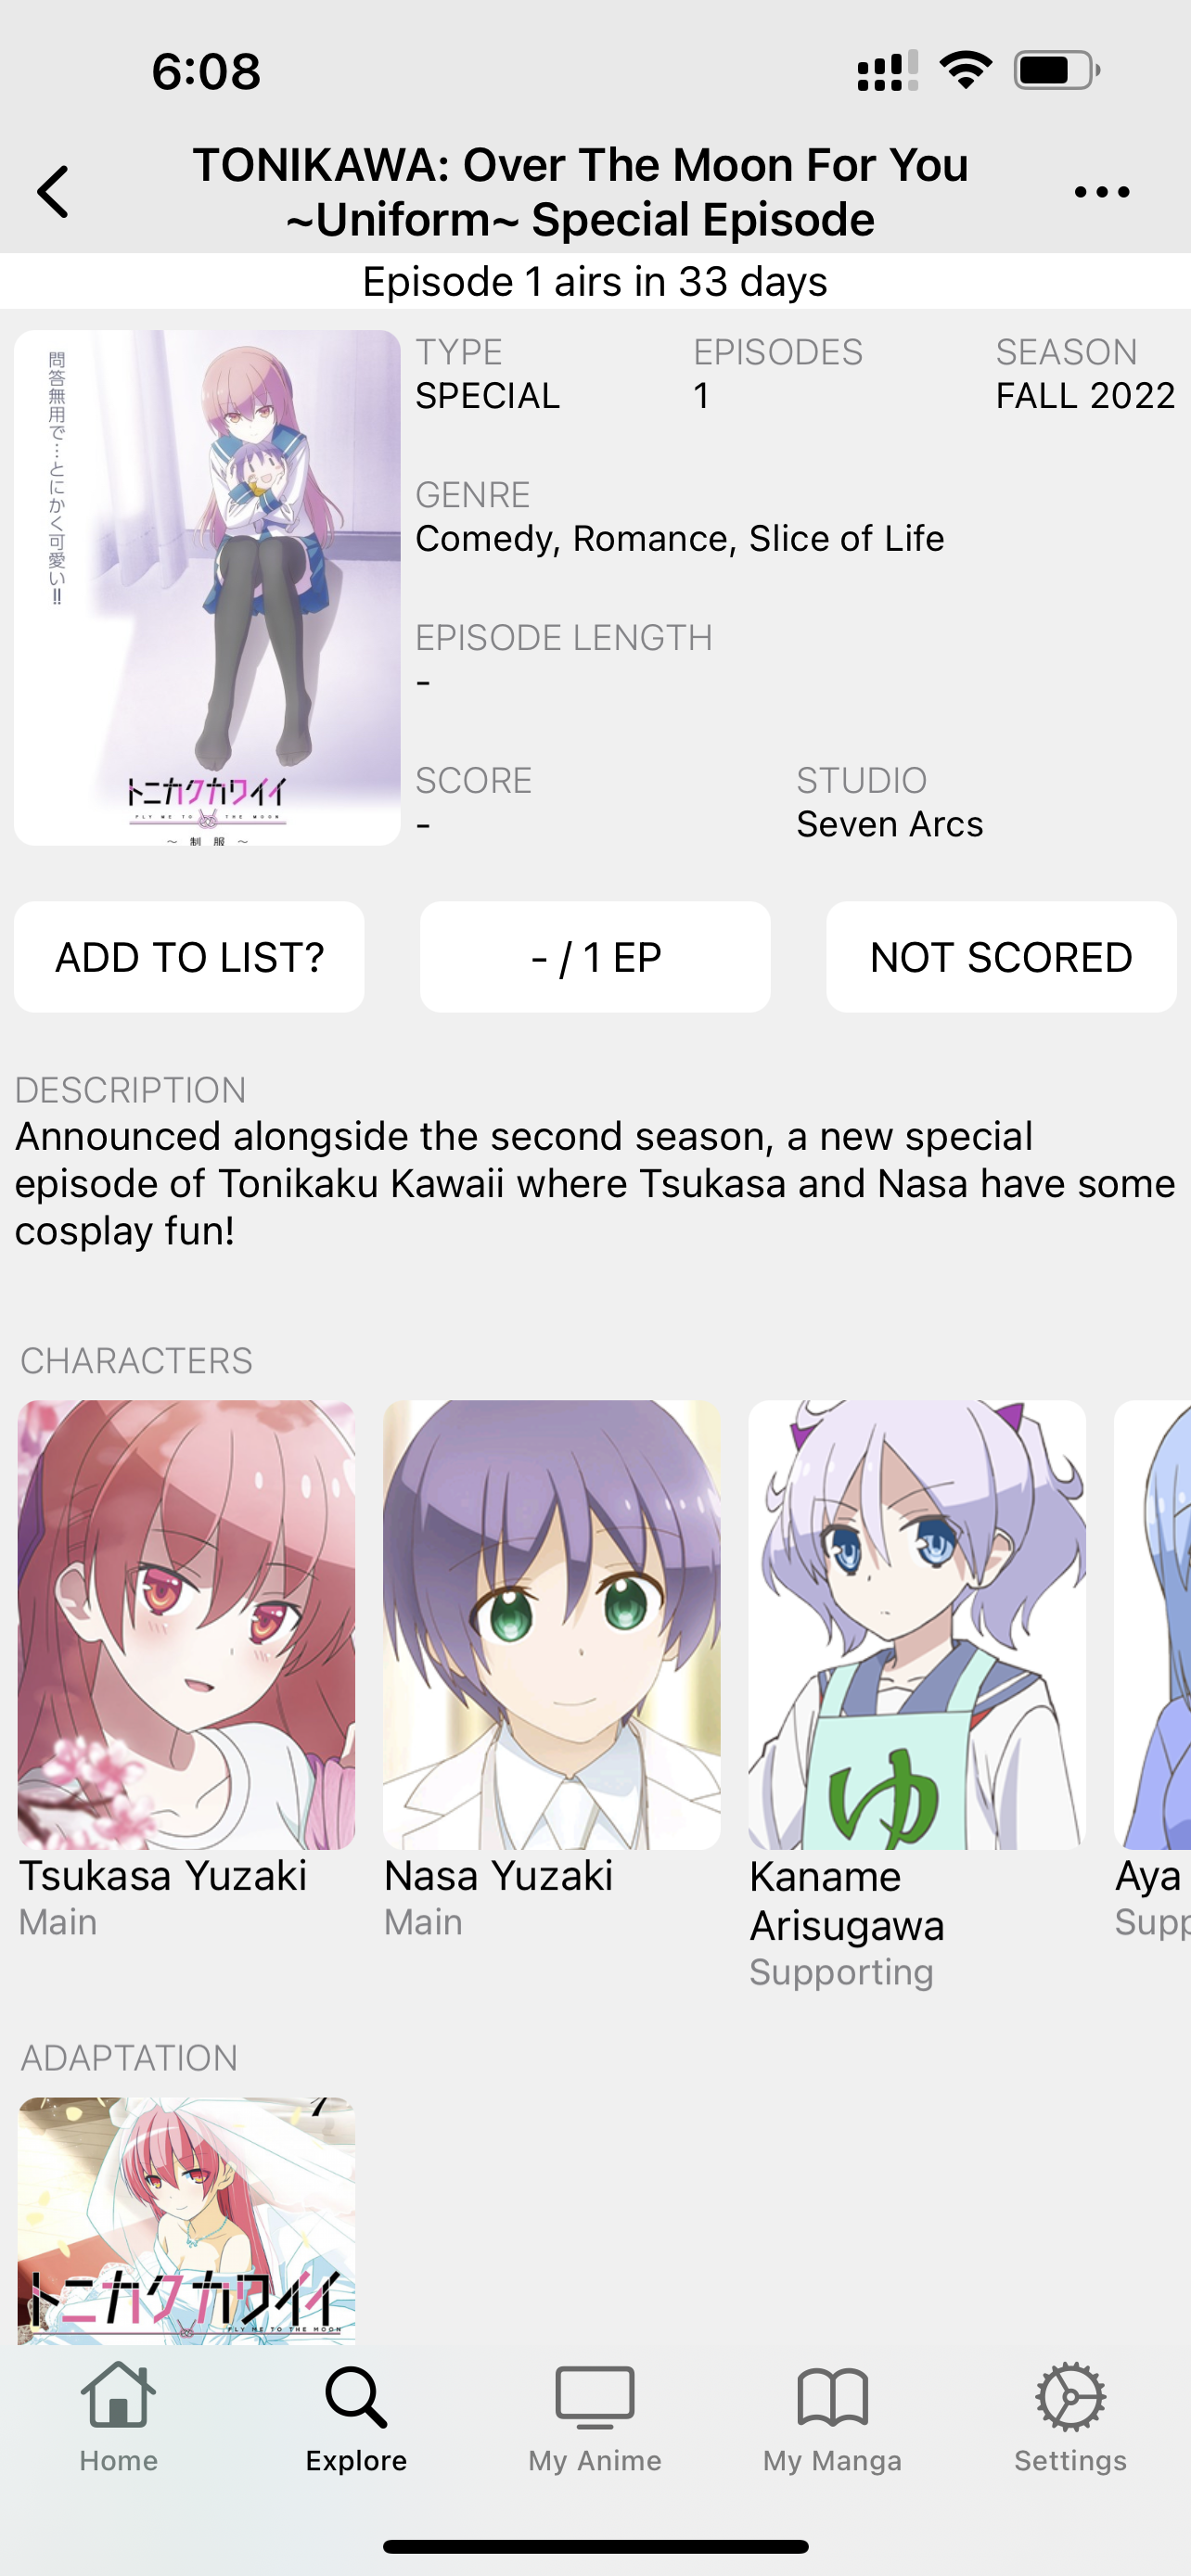 6:08
TONIKAWA: Over The Moon For You
~Uniform~ Special Episode
Episode 1 airs in 33 days
問答無用で…とにかく可愛い!!
トニカクカワイイ
FLY ME TO THE MOON
～ 制 服 ～
TYPE
SPECIAL
EPISODES
1
SEASON
FALL 2022
GENRE
Comedy, Romance, Slice of Life
EPISODE LENGTH
-
SCORE
-
STUDIO
Seven Arcs
ADD TO LIST?
- / 1 EP
NOT SCORED
DESCRIPTION
Announced alongside the second season, a new special
episode of Tonikaku Kawaii where Tsukasa and Nasa have some
cosplay fun!
CHARACTERS
ゆ
Tsukasa Yuzaki
Main
Nasa Yuzaki
Main
Kaname
Arisugawa
Supporting
Aya
Supp
ADAPTATION
トニカクカワイイ
FLY ME TO THE MOON
Home
Explore
My Anime
My Manga
Settings